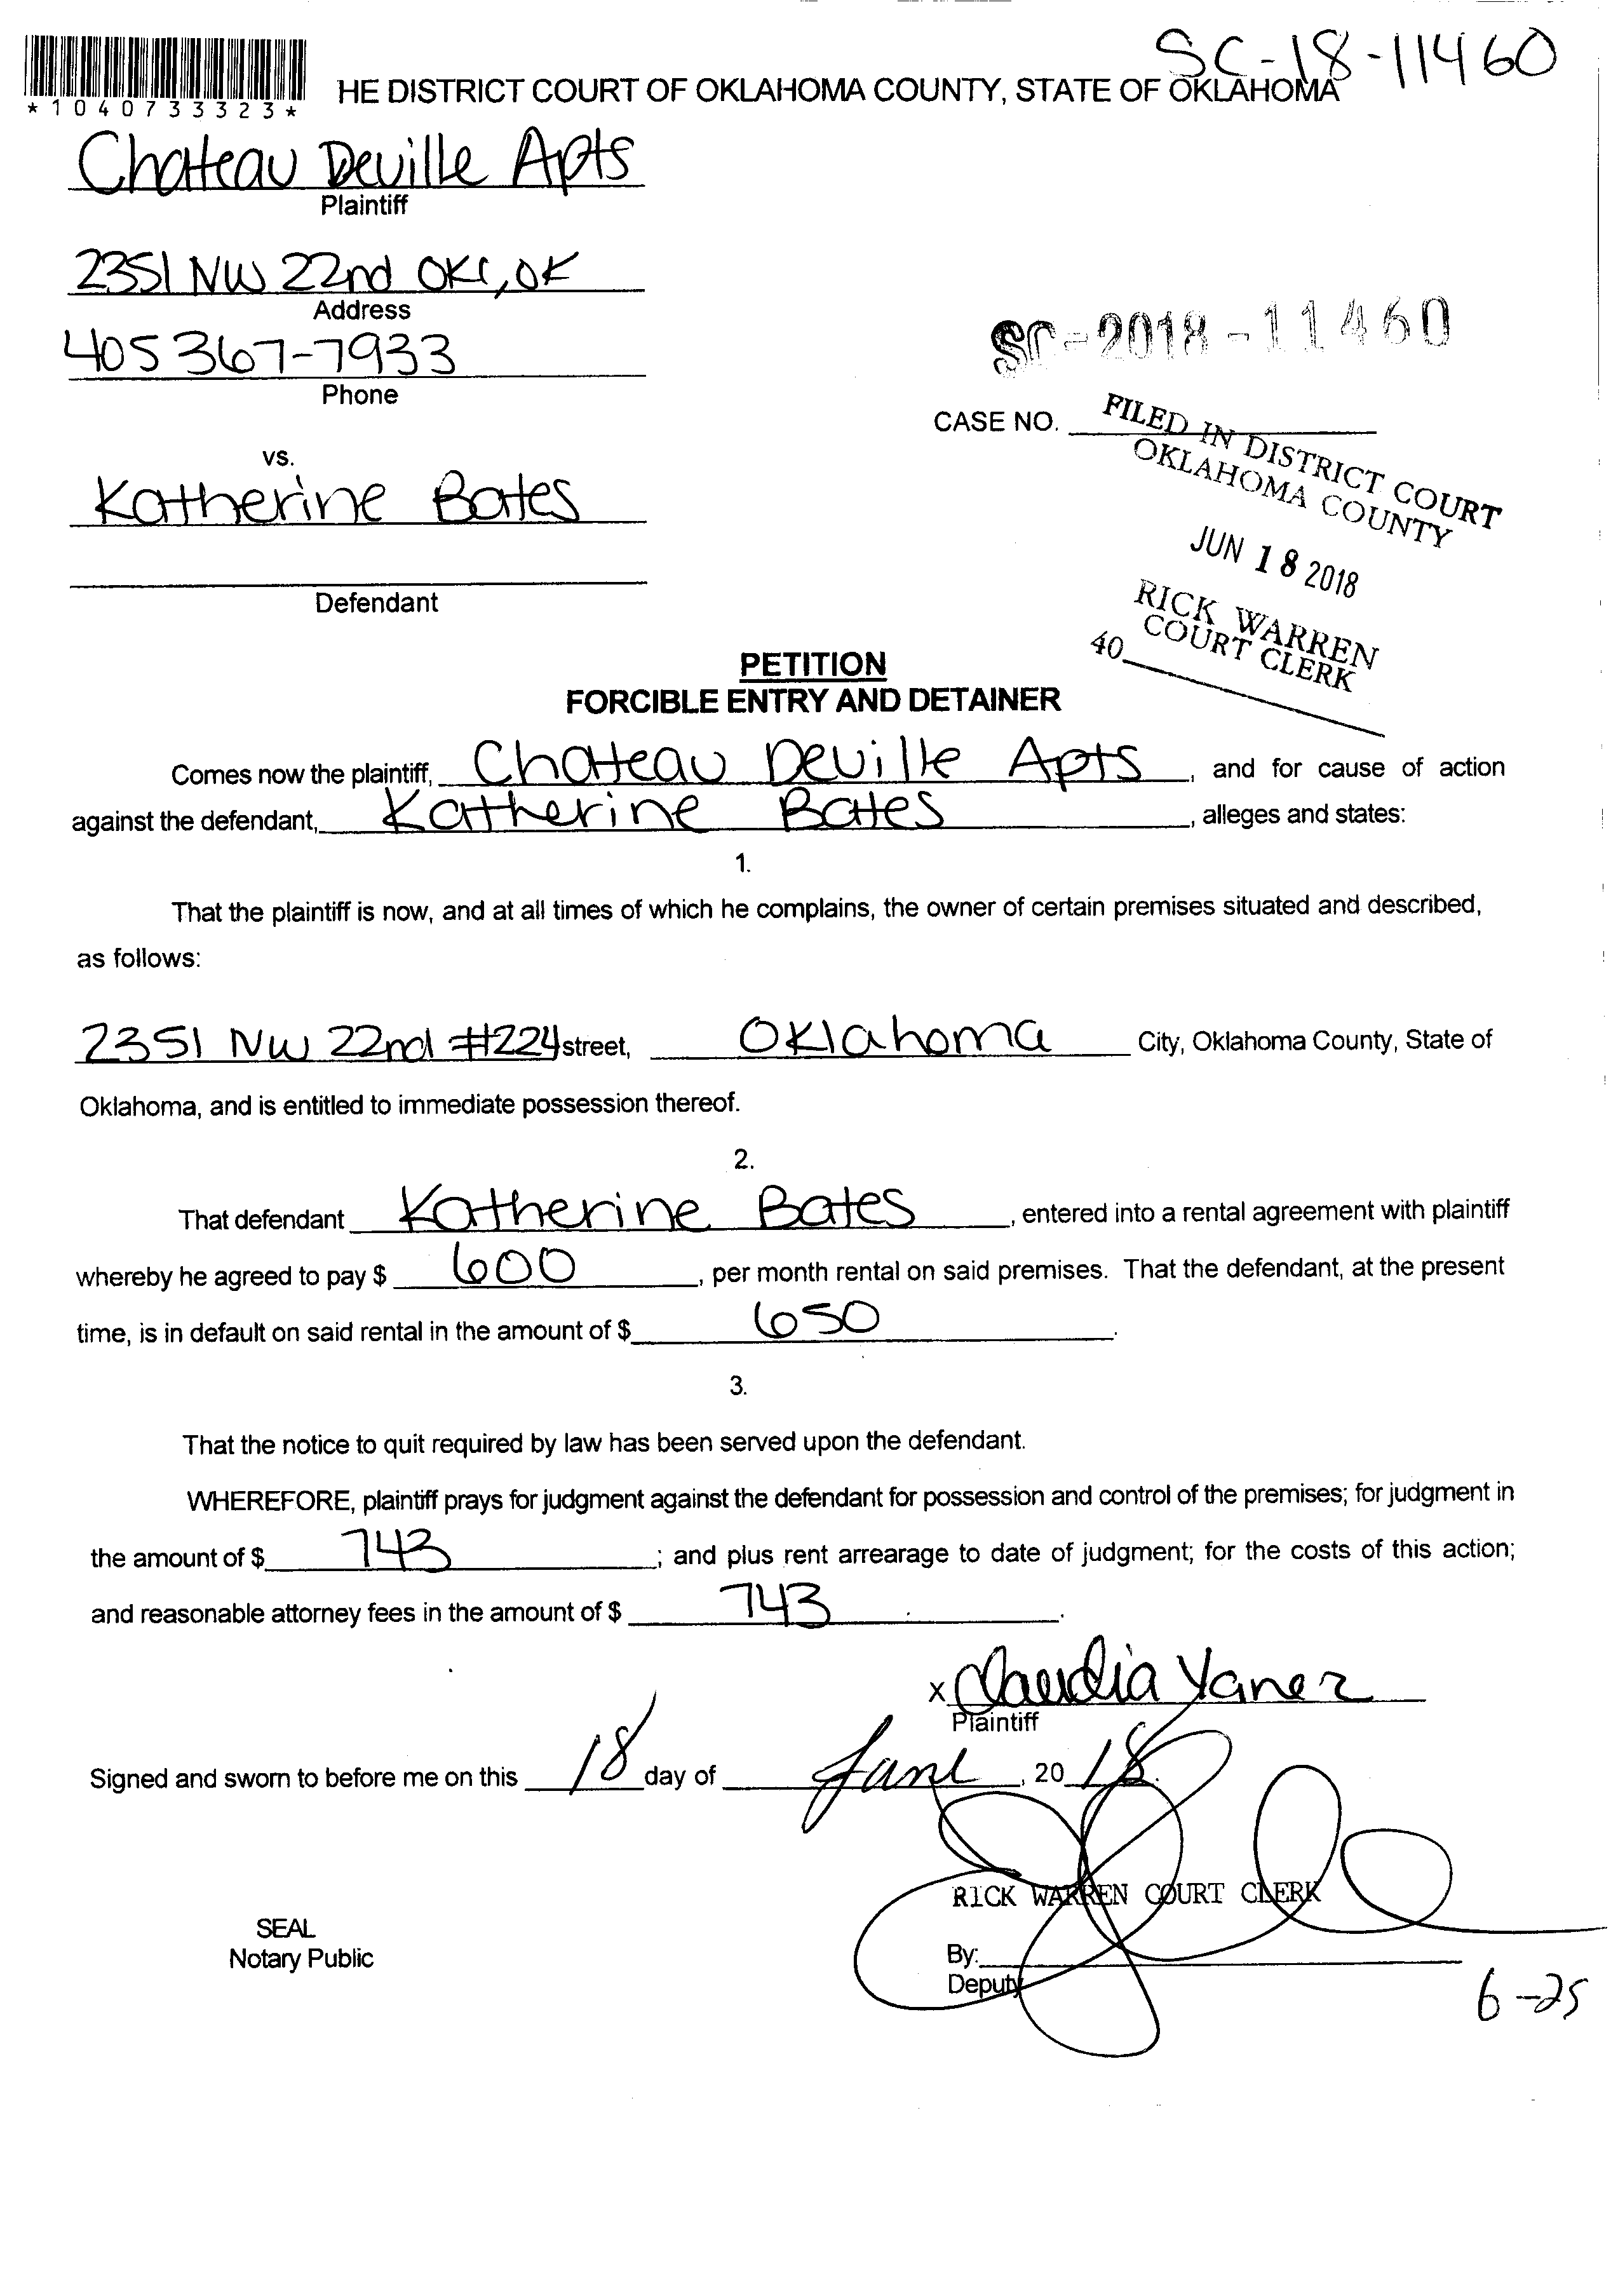 SC-18-11460
*1040733323*
HE DISTRICT COURT OF OKLAHOMA COUNTY, STATE OF OKLAHOMA
Chateau Deville Apts
Plaintiff
2351 NW 22nd OKC, OK
Address
405 367-7933
Phone
SC-2018-11460
CASE NO.
FILED IN DISTRICT COURT
OKLAHOMA COUNTY
JUN 18 2018
RICK WARREN
COURT CLERK
40
vs.
Katherine Bates
Defendant
PETITION
FORCIBLE ENTRY AND DETAINER
Comes now the plaintiff, Chateau Deville Apts, and for cause of action
against the defendant, Katherine Bates, alleges and states:
1.
That the plaintiff is now, and at all times of which he complains, the owner of certain premises situated and described,
as follows:
2351 NW 22nd #224 street, Oklahoma City, Oklahoma County, State of
Oklahoma, and is entitled to immediate possession thereof.
2.
That defendant Katherine Bates, entered into a rental agreement with plaintiff
whereby he agreed to pay $ 600, per month rental on said premises. That the defendant, at the present
time, is in default on said rental in the amount of $ 650.
3.
That the notice to quit required by law has been served upon the defendant.
WHEREFORE, plaintiff prays for judgment against the defendant for possession and control of the premises; for judgment in
the amount of $ 743; and plus rent arrearage to date of judgment; for the costs of this action;
and reasonable attorney fees in the amount of $ 743.
x Claudia Yanez
Plaintiff
Signed and sworn to before me on this 18 day of June, 2018.
RICK WARREN COURT CLERK
SEAL
Notary Public
By:
Deputy
6-25